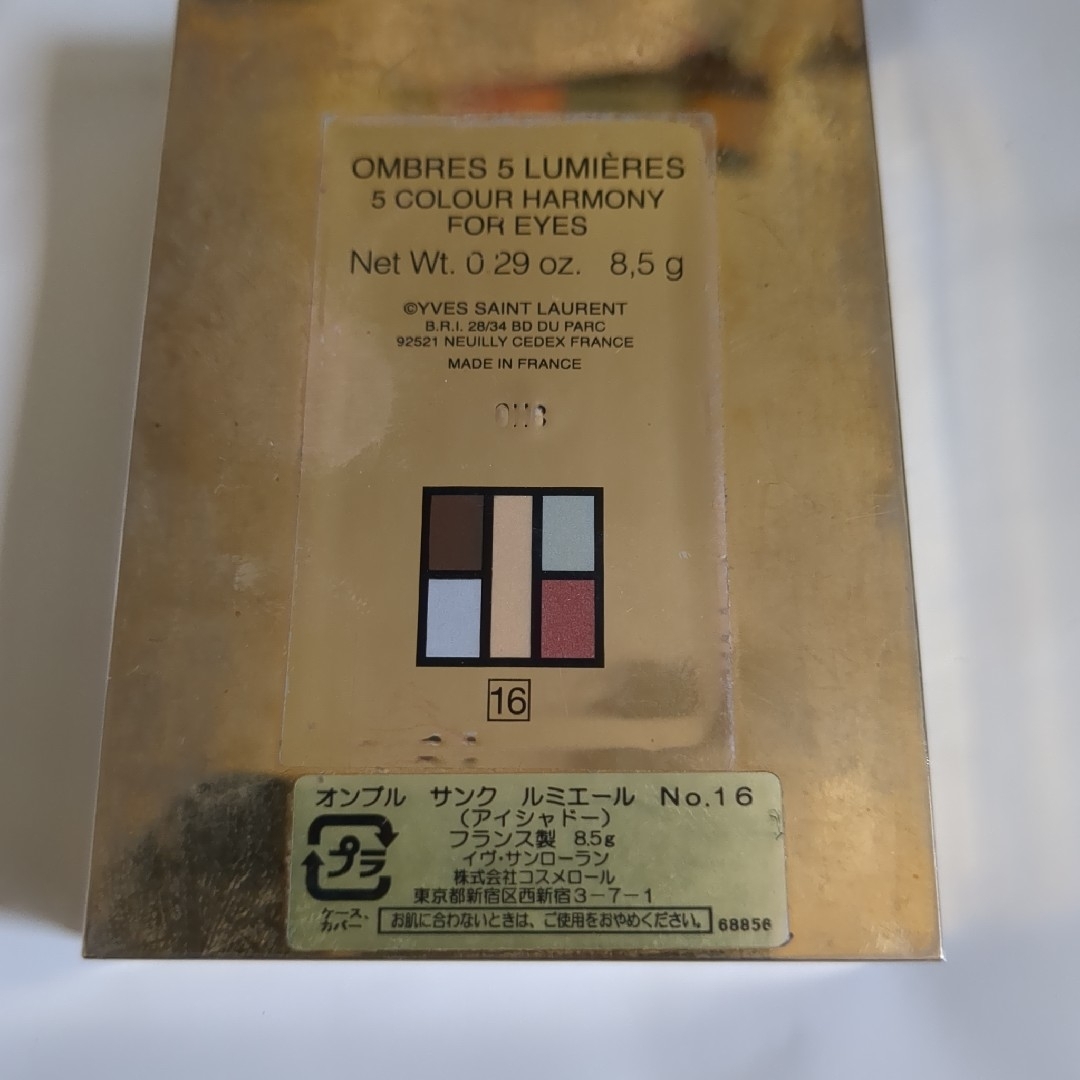 OMBRES 5 LUMIÈRES
5 COLOUR HARMONY
FOR EYES
Net Wt. 0.29 oz. 8,5 g
©YVES SAINT LAURENT
B.R.I. 28/34 BD DU PARC
92521 NEUILLY CEDEX FRANCE
MADE IN FRANCE
16
オンブル サンク ルミエール No.16
(アイシャドー)
フランス製 8.5g
イヴ・サンローラン
株式会社コスメロール
東京都新宿区西新宿3-7-1
プラ
ケース、
カバー
お肌に合わないときは、ご使用をおやめください。
68856